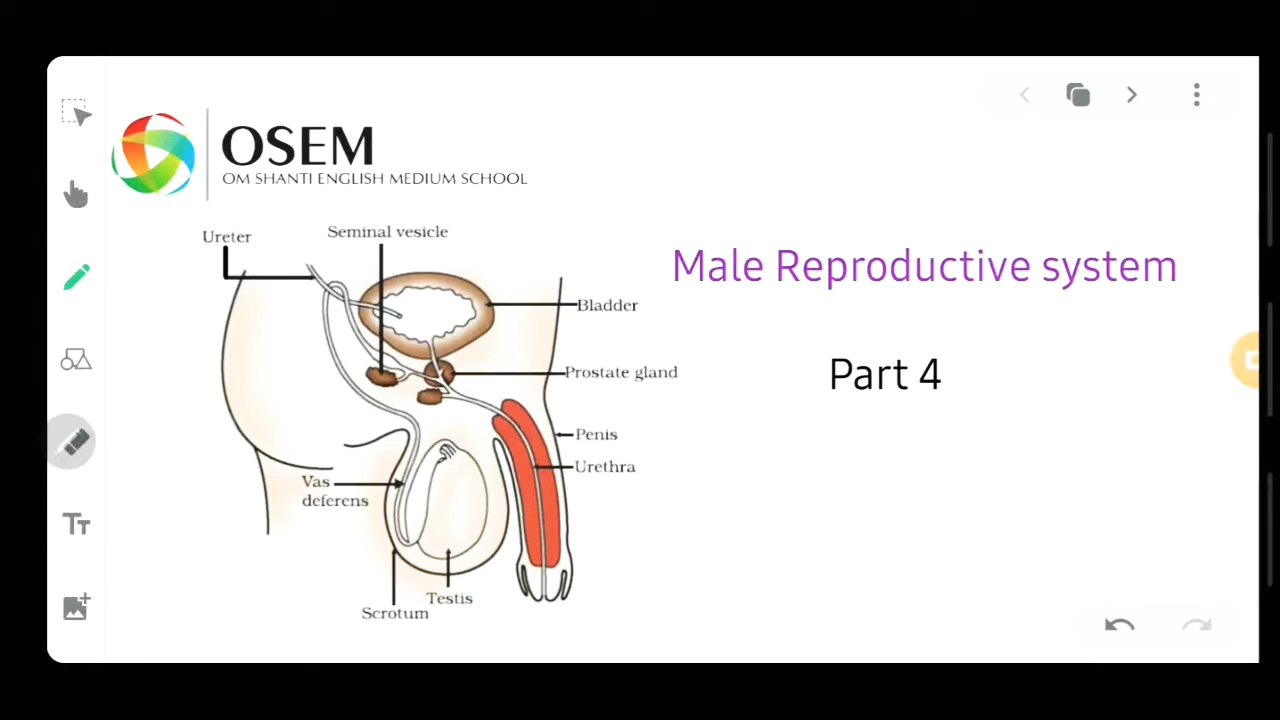 OSEM
OM SHANTI ENGLISH MEDIUM SCHOOL
Ureter
Seminal vesicle
Male Reproductive system
Bladder
Prostate gland
Part 4
Penis
Urethra
Vas
deferens
Testis
Scrotum
TT